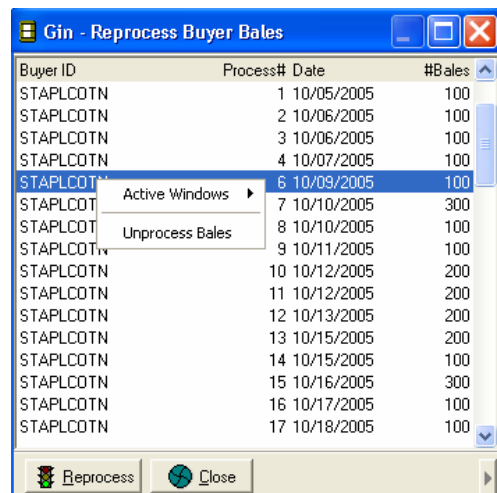 Gin - Reprocess Buyer Bales
Buyer ID Process# Date #Bales
STAPLCOTN 1 10/05/2005 100
STAPLCOTN 2 10/06/2005 100
STAPLCOTN 3 10/06/2005 100
STAPLCOTN 4 10/07/2005 100
STAPLCOTN 6 10/09/2005 100
Active Windows
STAPLCOT 7 10/10/2005 300
STAPLCOT 8 10/10/2005 100
Unprocess Bales
STAPLCOT 9 10/11/2005 100
STAPLCOTN 10 10/12/2005 200
STAPLCOTN 11 10/12/2005 200
STAPLCOTN 12 10/13/2005 200
STAPLCOTN 13 10/15/2005 200
STAPLCOTN 14 10/15/2005 100
STAPLCOTN 15 10/16/2005 300
STAPLCOTN 16 10/17/2005 100
STAPLCOTN 17 10/18/2005 100
Reprocess Close